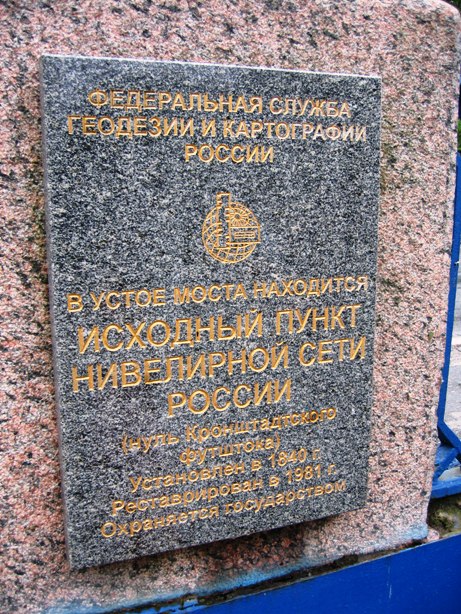 ФЕДЕРАЛЬНАЯ СЛУЖБА
ГЕОДЕЗИИ И КАРТОГРАФИИ
РОССИИ
В УСТОЕ МОСТА НАХОДИТСЯ
ИСХОДНЫЙ ПУНКТ
НИВЕЛИРНОЙ СЕТИ
РОССИИ
(нуль Кронштадтского
футштока)
Установлен в 1840 г.
Реставрирован в 1981 г.
Охраняется государством